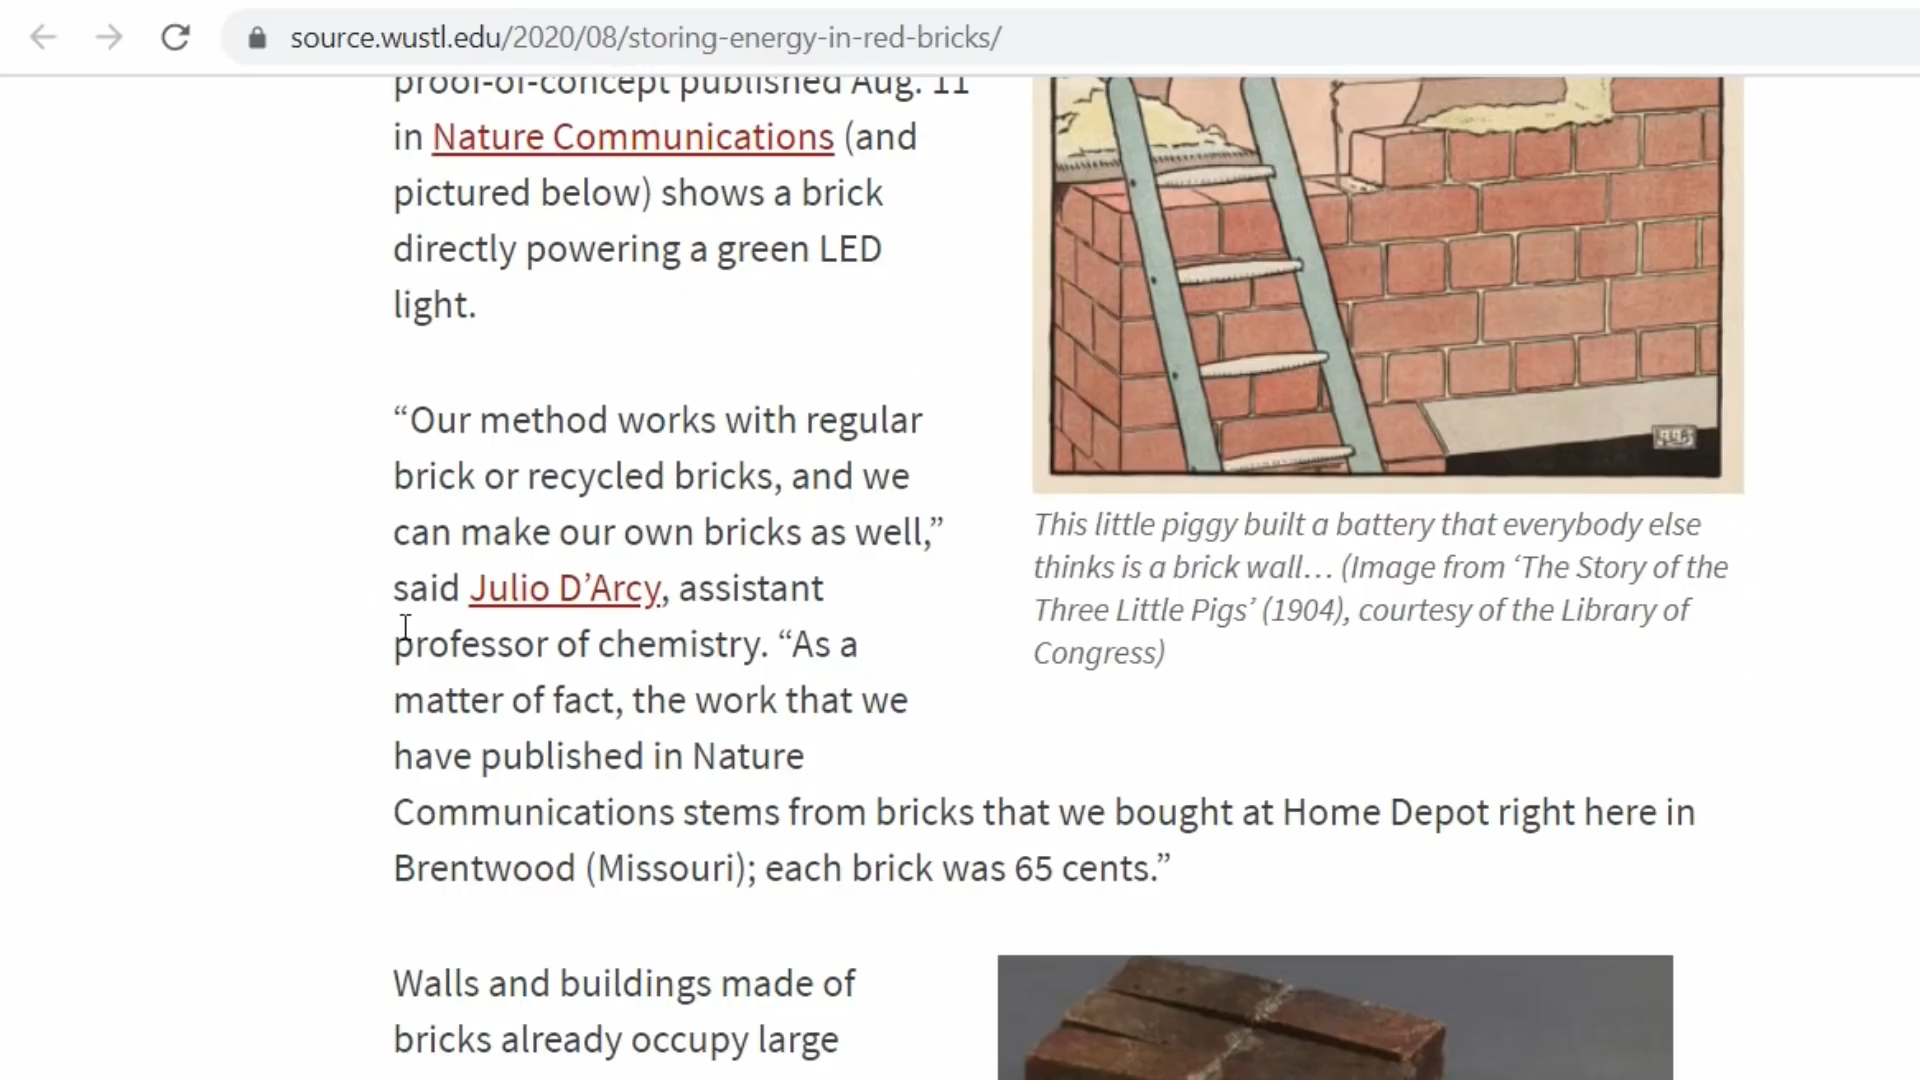 source.wustl.edu/2020/08/storing-energy-in-red-bricks/
proof-of-concept published Aug. 11
in Nature Communications (and
pictured below) shows a brick
directly powering a green LED
light.
“Our method works with regular
brick or recycled bricks, and we
can make our own bricks as well,”
said Julio D’Arcy, assistant
professor of chemistry. “As a
matter of fact, the work that we
have published in Nature
Communications stems from bricks that we bought at Home Depot right here in
Brentwood (Missouri); each brick was 65 cents.”
This little piggy built a battery that everybody else
thinks is a brick wall… (Image from ‘The Story of the
Three Little Pigs’ (1904), courtesy of the Library of
Congress)
Walls and buildings made of
bricks already occupy large